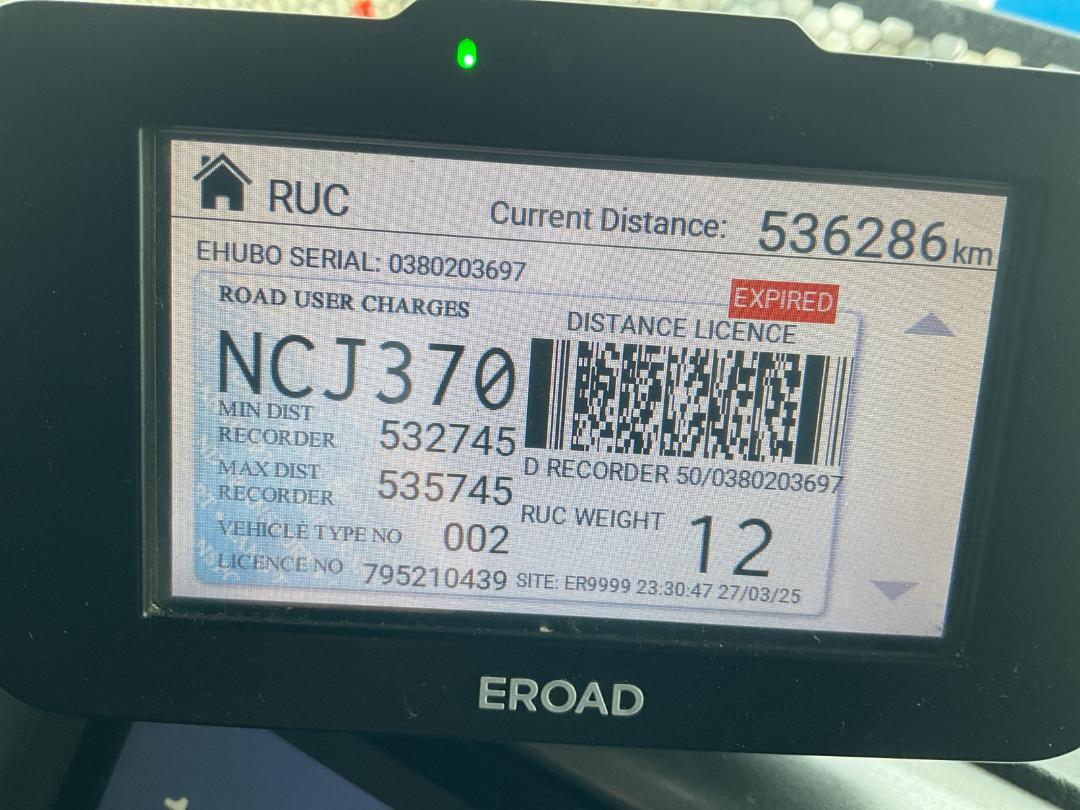 RUC
Current Distance: 536286 km
EHUBO SERIAL: 0380203697
EXPIRED
ROAD USER CHARGES
DISTANCE LICENCE
NCJ370
MIN DIST
RECORDER 532745
D RECORDER 50/0380203697
MAX DIST
RECORDER 535745
RUC WEIGHT 12
VEHICLE TYPE NO 002
LICENCE NO 795210439
SITE: ER9999 23:30:47 27/03/25
EROAD